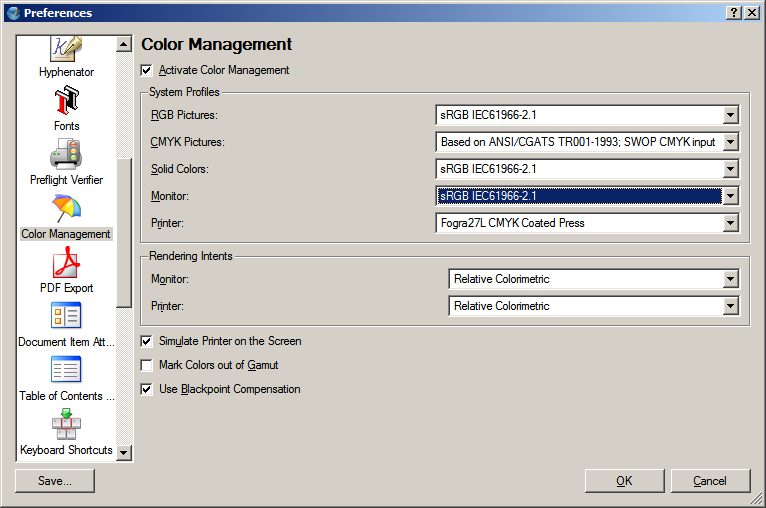 Preferences
Hyphenator
Fonts
Preflight Verifier
Color Management
PDF Export
Document Item Att...
Table of Contents ...
Keyboard Shortcuts
Save...
Color Management
Activate Color Management
System Profiles
RGB Pictures: sRGB IEC61966-2.1
CMYK Pictures: Based on ANSI/CGATS TR001-1993; SWOP CMYK input
Solid Colors: sRGB IEC61966-2.1
Monitor: sRGB IEC61966-2.1
Printer: Fogra27L CMYK Coated Press
Rendering Intents
Monitor: Relative Colorimetric
Printer: Relative Colorimetric
Simulate Printer on the Screen
Mark Colors out of Gamut
Use Blackpoint Compensation
OK Cancel